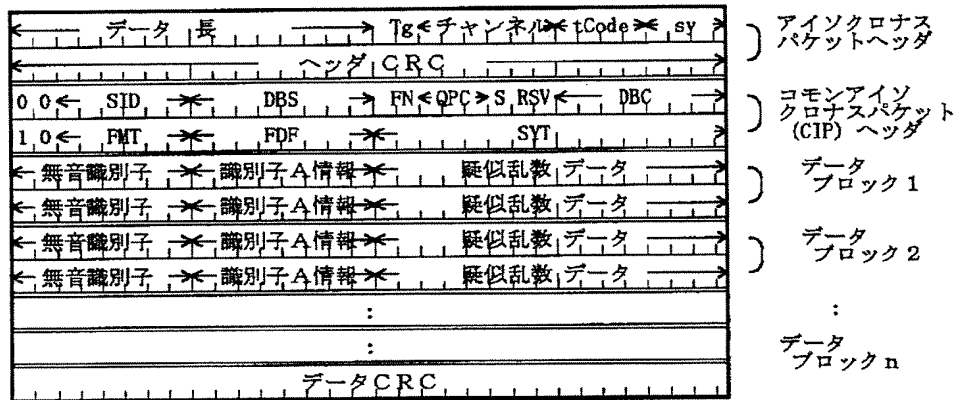 データ長 Tg チャンネル tCode sy
アイソクロナス
パケットヘッダ
ヘッダCRC
0 0 SID DBS FN QPC S RSV DBC
1 0 FMT FDF SYT
コモンアイソ
クロナスパケット
(CIP) ヘッダ
無音識別子 識別子A情報 疑似乱数データ
無音識別子 識別子A情報 疑似乱数データ
データ
ブロック1
無音識別子 識別子A情報 疑似乱数データ
無音識別子 識別子A情報 疑似乱数データ
データ
ブロック2
: :
:
データ
ブロックn
データCRC